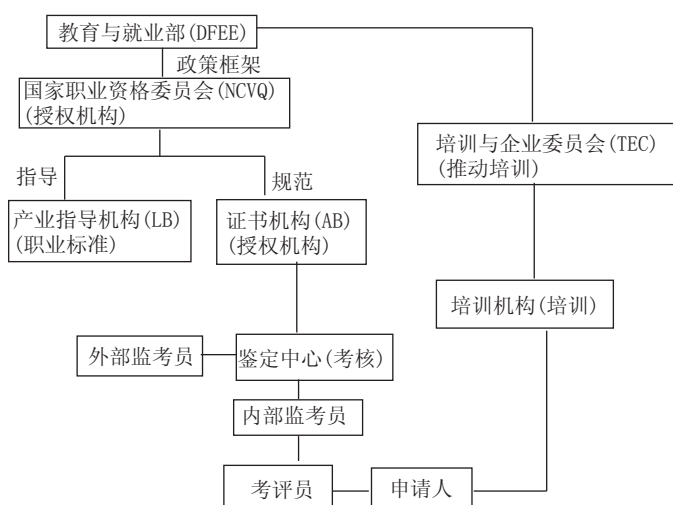 教育与就业部(DFEE)
政策框架
国家职业资格委员会(NCVQ)
(授权机构)
培训与企业委员会(TEC)
(推动培训)
指导
规范
产业指导机构(LB)
(职业标准)
证书机构(AB)
(授权机构)
培训机构(培训)
外部监考员
鉴定中心(考核)
内部监考员
考评员
申请人